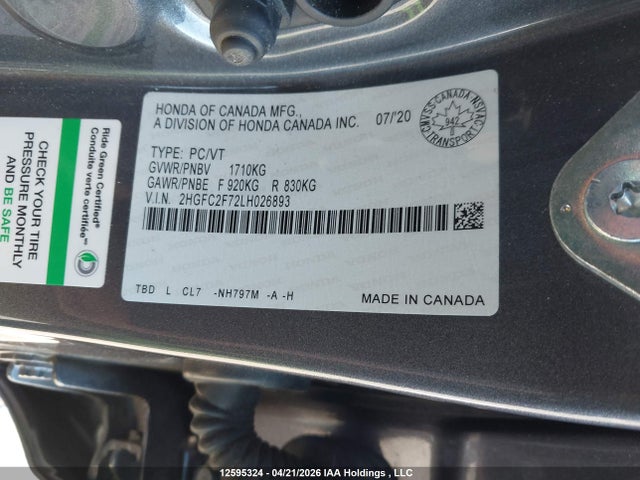 HONDA OF CANADA MFG.,
A DIVISION OF HONDA CANADA INC. 07/'20
CMVSS·CANADA·NSVAC
942
TRANSPORT
TYPE: PC/VT
GVWR/PNBV 1710KG
GAWR/PNBE F 920KG R 830KG
V.I.N. 2HGFC2F72LH026893
TBD L CL7 -NH797M -A -H
MADE IN CANADA
Ride Green Certified®
Conduite verte certifiée™
CHECK YOUR TIRE
PRESSURE MONTHLY
AND BE SAFE
12595324 - 04/21/2026 IAA Holdings , LLC